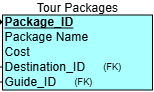 Tour Packages
Package_ID
Package Name
Cost
Destination_ID (FK)
Guide_ID (FK)